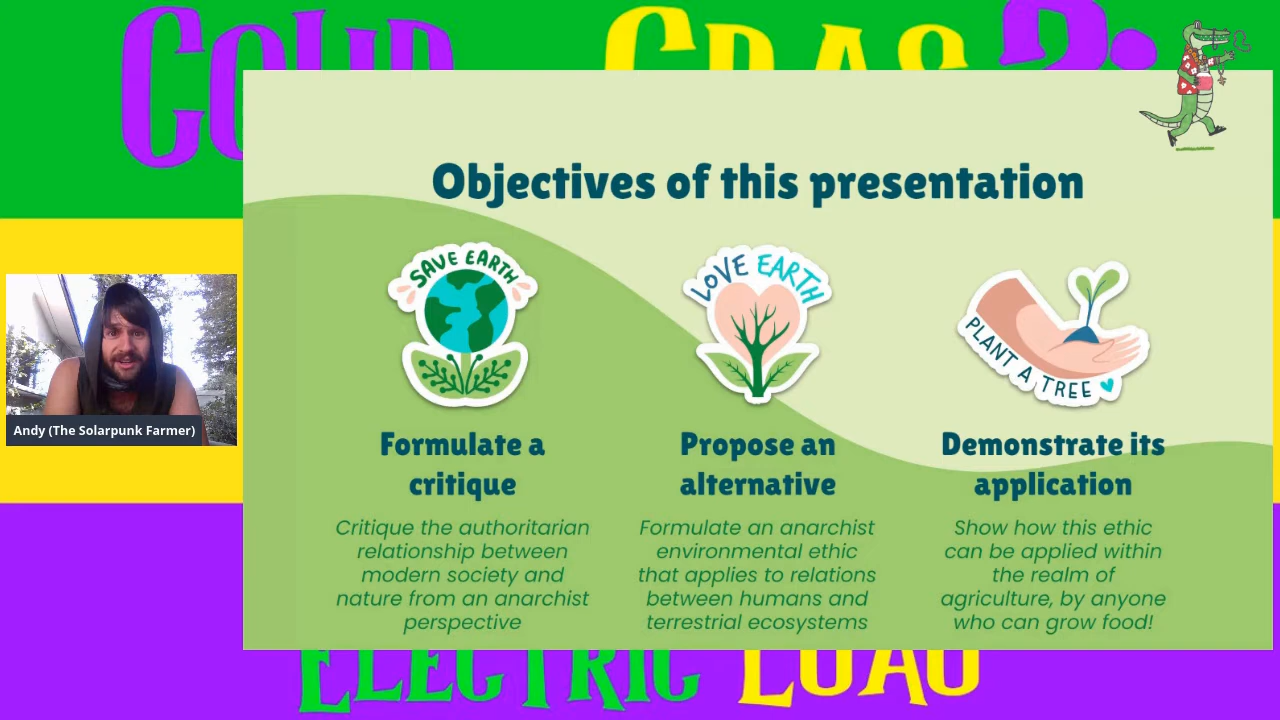 Objectives of this presentation
SAVE EARTH
LOVE EARTH
PLANT A TREE
Formulate a
critique
Propose an
alternative
Demonstrate its
application
Critique the authoritarian
relationship between
modern society and
nature from an anarchist
perspective
Formulate an anarchist
environmental ethic
that applies to relations
between humans and
terrestrial ecosystems
Show how this ethic
can be applied within
the realm of
agriculture, by anyone
who can grow food!
Andy (The Solarpunk Farmer)
ELECTRIC